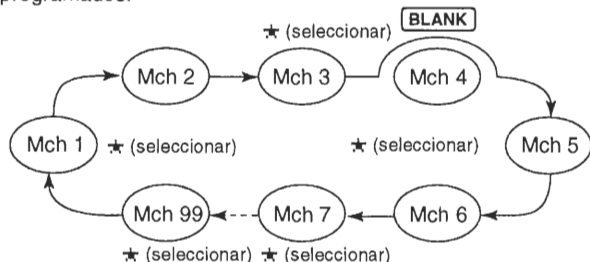 programados.
★ (seleccionar) BLANK
Mch 2 Mch 3 Mch 4
Mch 1 ★ (seleccionar) ★ (seleccionar) Mch 5
Mch 99 Mch 7 Mch 6
★ (seleccionar) ★ (seleccionar)